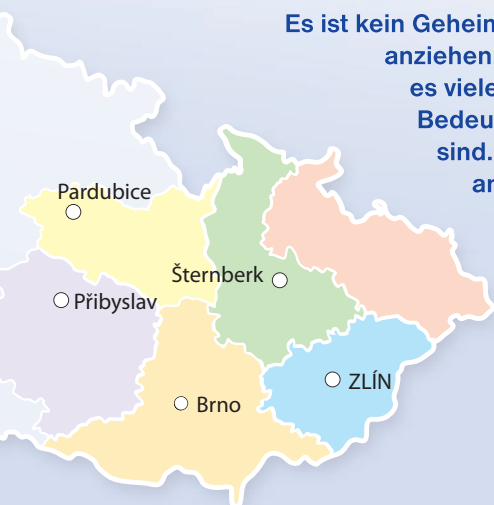 Es ist kein Geheim
anziehen
es viele
Bedeu
sind.
an
Pardubice
Šternberk
Přibyslav
ZLÍN
Brno